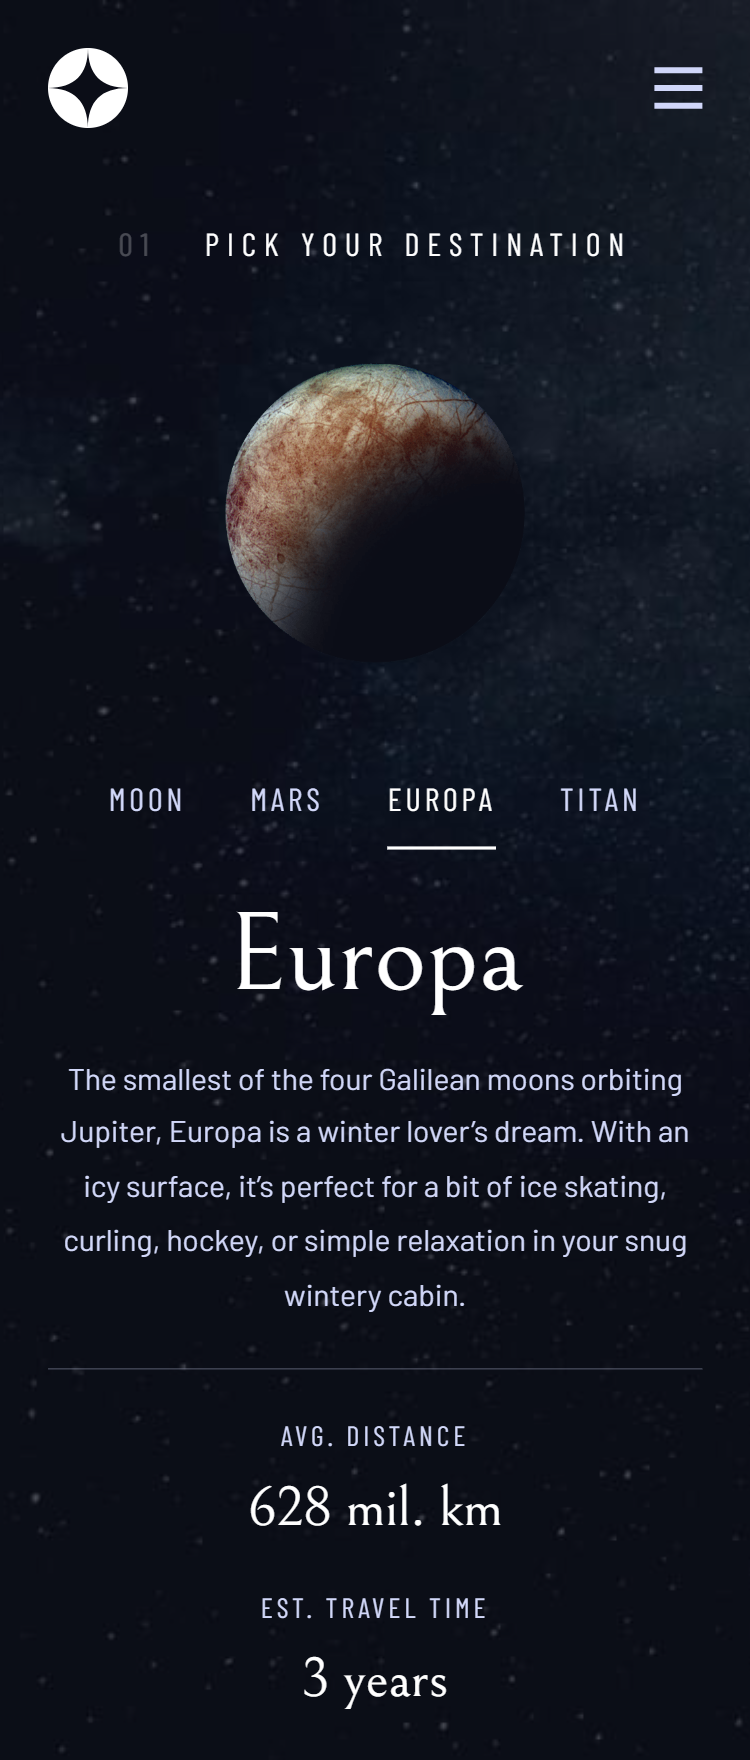 01 PICK YOUR DESTINATION
MOON MARS EUROPA TITAN
Europa
The smallest of the four Galilean moons orbiting
Jupiter, Europa is a winter lover’s dream. With an
icy surface, it’s perfect for a bit of ice skating,
curling, hockey, or simple relaxation in your snug
wintery cabin.
AVG. DISTANCE
628 mil. km
EST. TRAVEL TIME
3 years